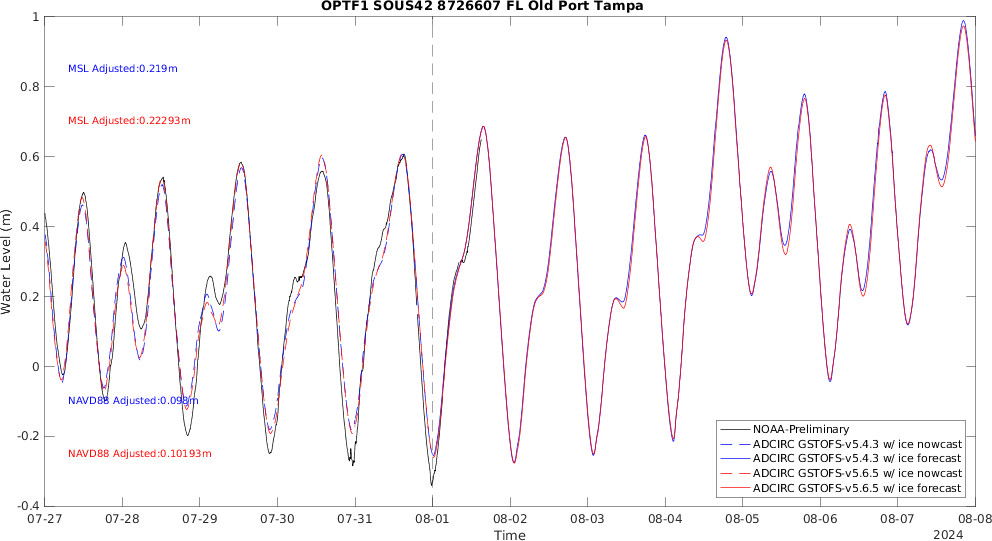 OPTF1 SOUS42 8726607 FL Old Port Tampa
1
0.8
0.6
0.4
0.2
0
-0.2
-0.4
Water Level (m)
MSL Adjusted:0.219m
MSL Adjusted:0.22293m
NAVD88 Adjusted:0.098m
NAVD88 Adjusted:0.10193m
NOAA-Preliminary
ADCIRC GSTOFS-v5.4.3 w/ ice nowcast
ADCIRC GSTOFS-v5.4.3 w/ ice forecast
ADCIRC GSTOFS-v5.6.5 w/ ice nowcast
ADCIRC GSTOFS-v5.6.5 w/ ice forecast
07-27 07-28 07-29 07-30 07-31 08-01 08-02 08-03 08-04 08-05 08-06 08-07 08-08
Time
2024